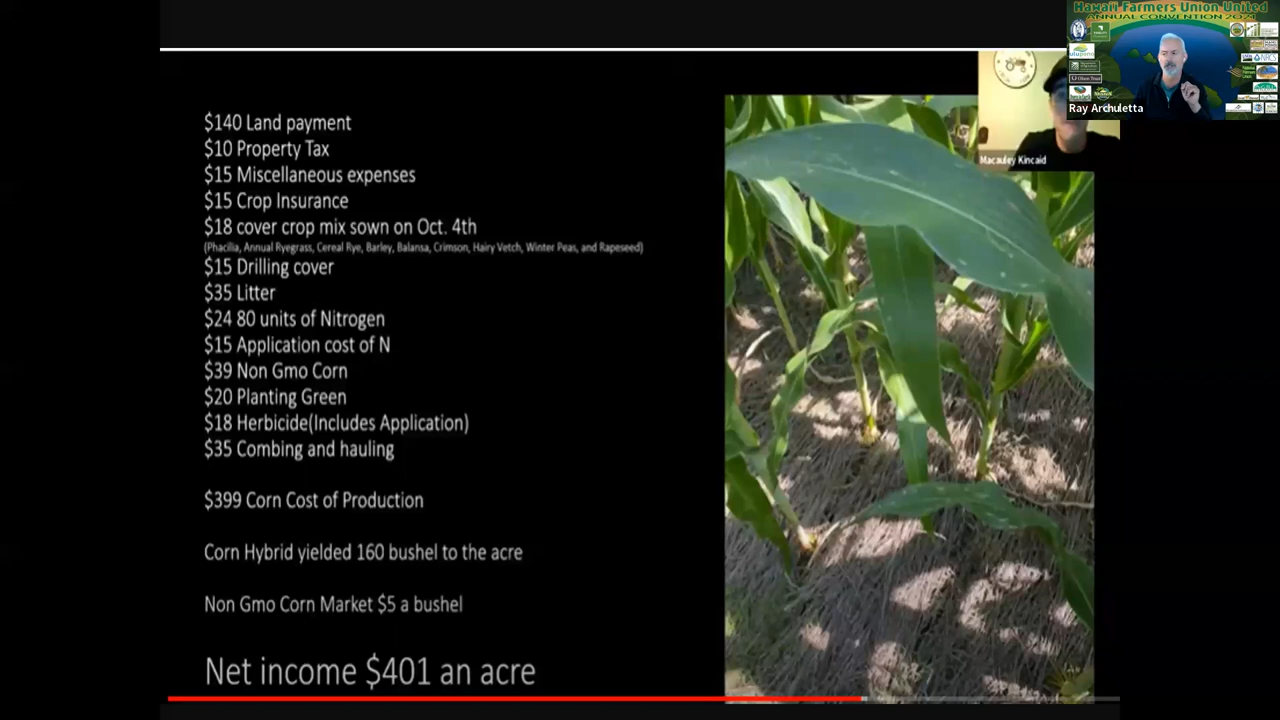 Hawaii Farmers Union United
ANNUAL CONVENTION 2021
Ray Archuletta
Macauley Kincaid
$140 Land payment
$10 Property Tax
$15 Miscellaneous expenses
$15 Crop Insurance
$18 cover crop mix sown on Oct. 4th
(Phacilia, Annual Ryegrass, Cereal Rye, Barley, Balansa, Crimson, Hairy Vetch, Winter Peas, and Rapeseed)
$15 Drilling cover
$35 Litter
$24 80 units of Nitrogen
$15 Application cost of N
$39 Non Gmo Corn
$20 Planting Green
$18 Herbicide(Includes Application)
$35 Combing and hauling
$399 Corn Cost of Production
Corn Hybrid yielded 160 bushel to the acre
Non Gmo Corn Market $5 a bushel
Net income $401 an acre